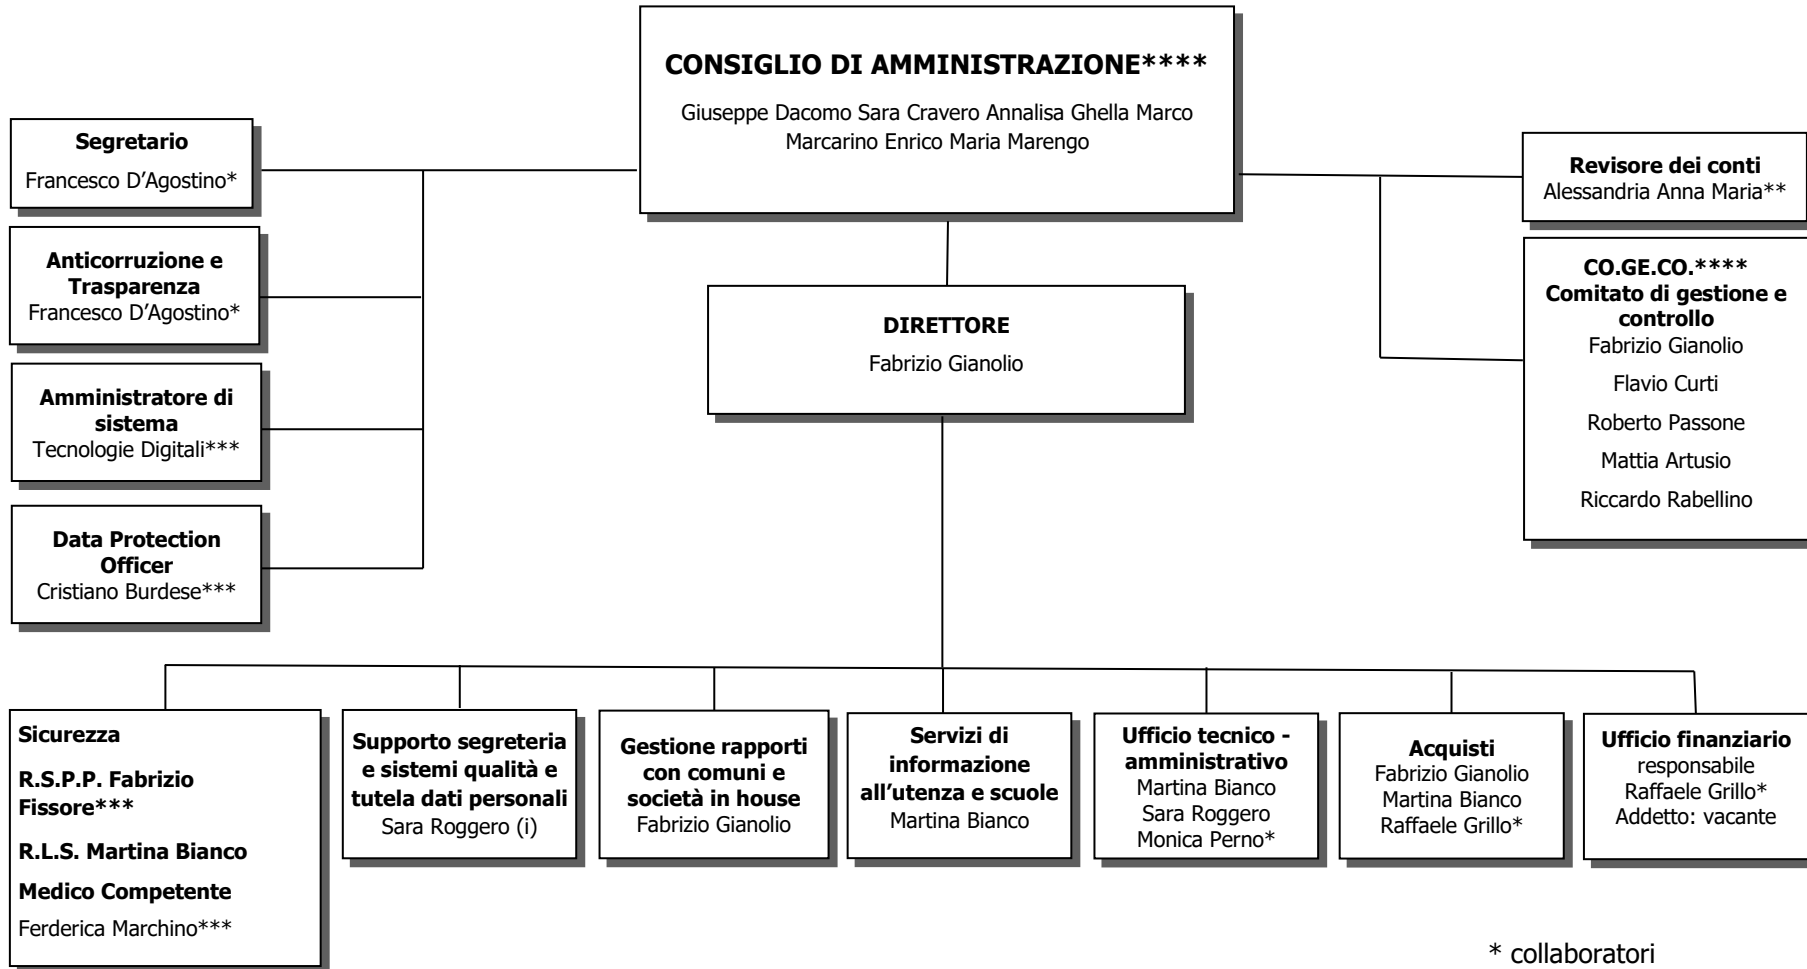 CONSIGLIO DI AMMINISTRAZIONE****
Giuseppe Dacomo Sara Cravero Annalisa Ghella Marco
Marcarino Enrico Maria Marengo
Segretario
Francesco D’Agostino*
Anticorruzione e
Trasparenza
Francesco D’Agostino*
Amministratore di
sistema
Tecnologie Digitali***
Data Protection
Officer
Cristiano Burdese***
Revisore dei conti
Alessandria Anna Maria**
CO.GE.CO.****
Comitato di gestione e
controllo
Fabrizio Gianolio
Flavio Curti
Roberto Passone
Mattia Artusio
Riccardo Rabellino
DIRETTORE
Fabrizio Gianolio
Sicurezza
R.S.P.P. Fabrizio
Fissore***
R.L.S. Martina Bianco
Medico Competente
Ferderica Marchino***
Supporto segreteria
e sistemi qualità e
tutela dati personali
Sara Roggero (i)
Gestione rapporti
con comuni e
società in house
Fabrizio Gianolio
Servizi di
informazione
all’utenza e scuole
Martina Bianco
Ufficio tecnico -
amministrativo
Martina Bianco
Sara Roggero
Monica Perno*
Acquisti
Fabrizio Gianolio
Martina Bianco
Raffaele Grillo*
Ufficio finanziario
responsabile
Raffaele Grillo*
Addetto: vacante
* collaboratori